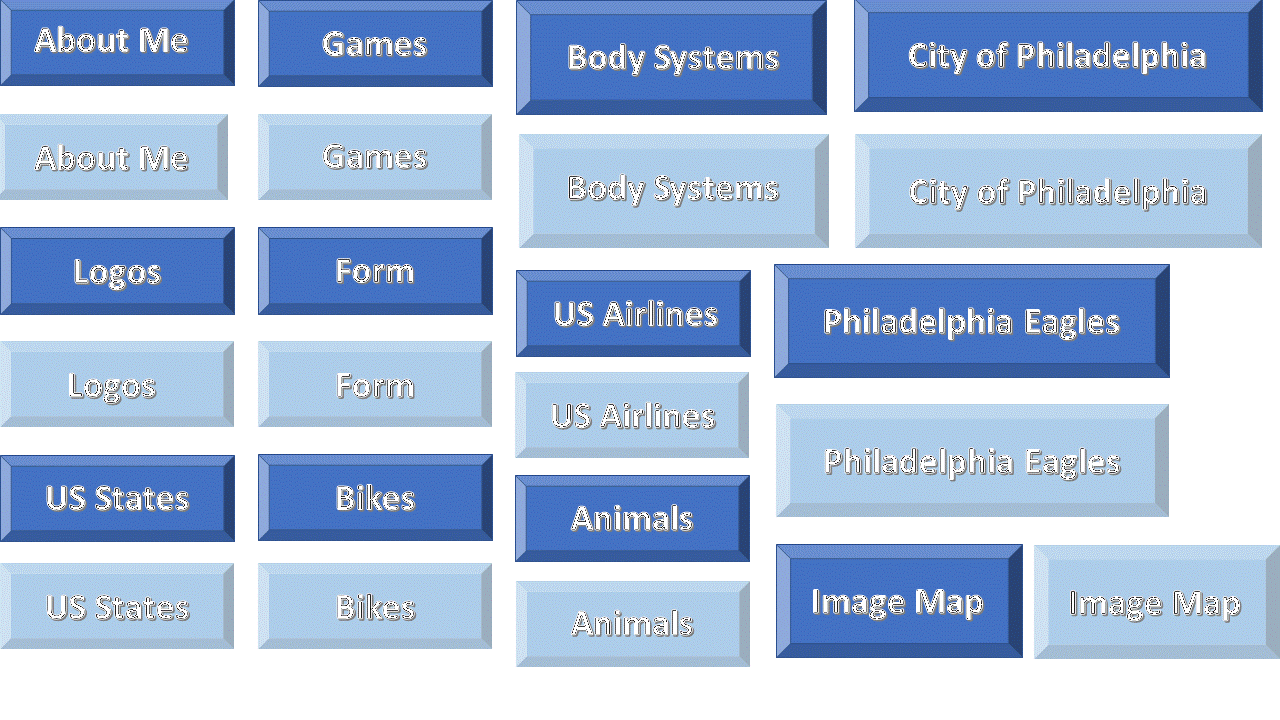 About Me
Games
Body Systems
City of Philadelphia
About Me
Games
Body Systems
City of Philadelphia
Logos
Form
US Airlines
Philadelphia Eagles
Logos
Form
US Airlines
Philadelphia Eagles
US States
Bikes
Animals
Image Map
Image Map
US States
Bikes
Animals